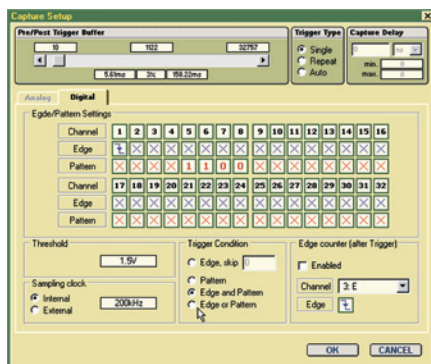 Capture Setup
Pre/Post Trigger Buffer
10 1122 32757
5.61ms 3% 158.22ms
Trigger Type
Single
Repeat
Auto
Capture Delay
0 ns
min. 0
max. 0
Analog Digital
Egde/Pattern Settings
Channel 1 2 3 4 5 6 7 8 9 10 11 12 13 14 15 16
Edge
Pattern X X X X 1 1 0 0 X X X X X X X X
Channel 17 18 19 20 21 22 23 24 25 26 27 28 29 30 31 32
Pattern X X X X X X X X X X X X X X X X
Threshold
1.5V
Sampling clock
Internal
External
200kHz
Trigger Condition
Edge, skip 0
Pattern
Edge and Pattern
Edge or Pattern
Edge counter (after Trigger)
Enabled
Channel 3: E
Edge
OK CANCEL